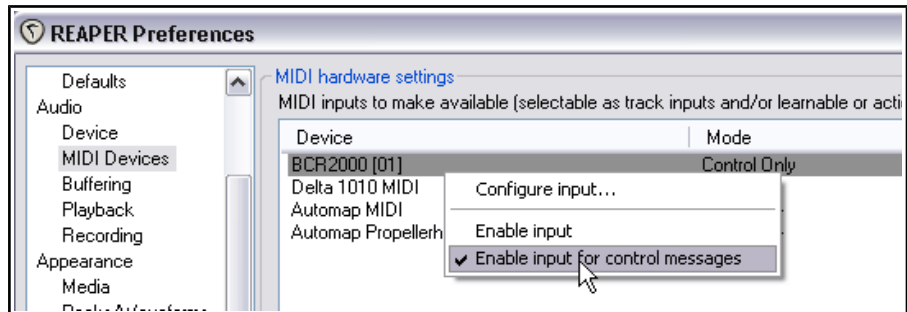 REAPER Preferences
Defaults
Audio
Device
MIDI Devices
Buffering
Playback
Recording
Appearance
Media
MIDI hardware settings
MIDI inputs to make available (selectable as track inputs and/or learnable or acti
Device Mode
BCR2000 [01] Control Only
Delta 1010 MIDI
Automap MIDI
Automap Propellerh
Configure input...
Enable input
Enable input for control messages